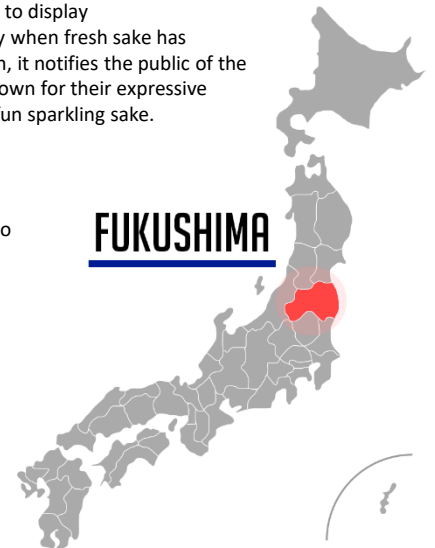 to display
y when fresh sake has
n, it notifies the public of the
own for their expressive
fun sparkling sake.
o
FUKUSHIMA